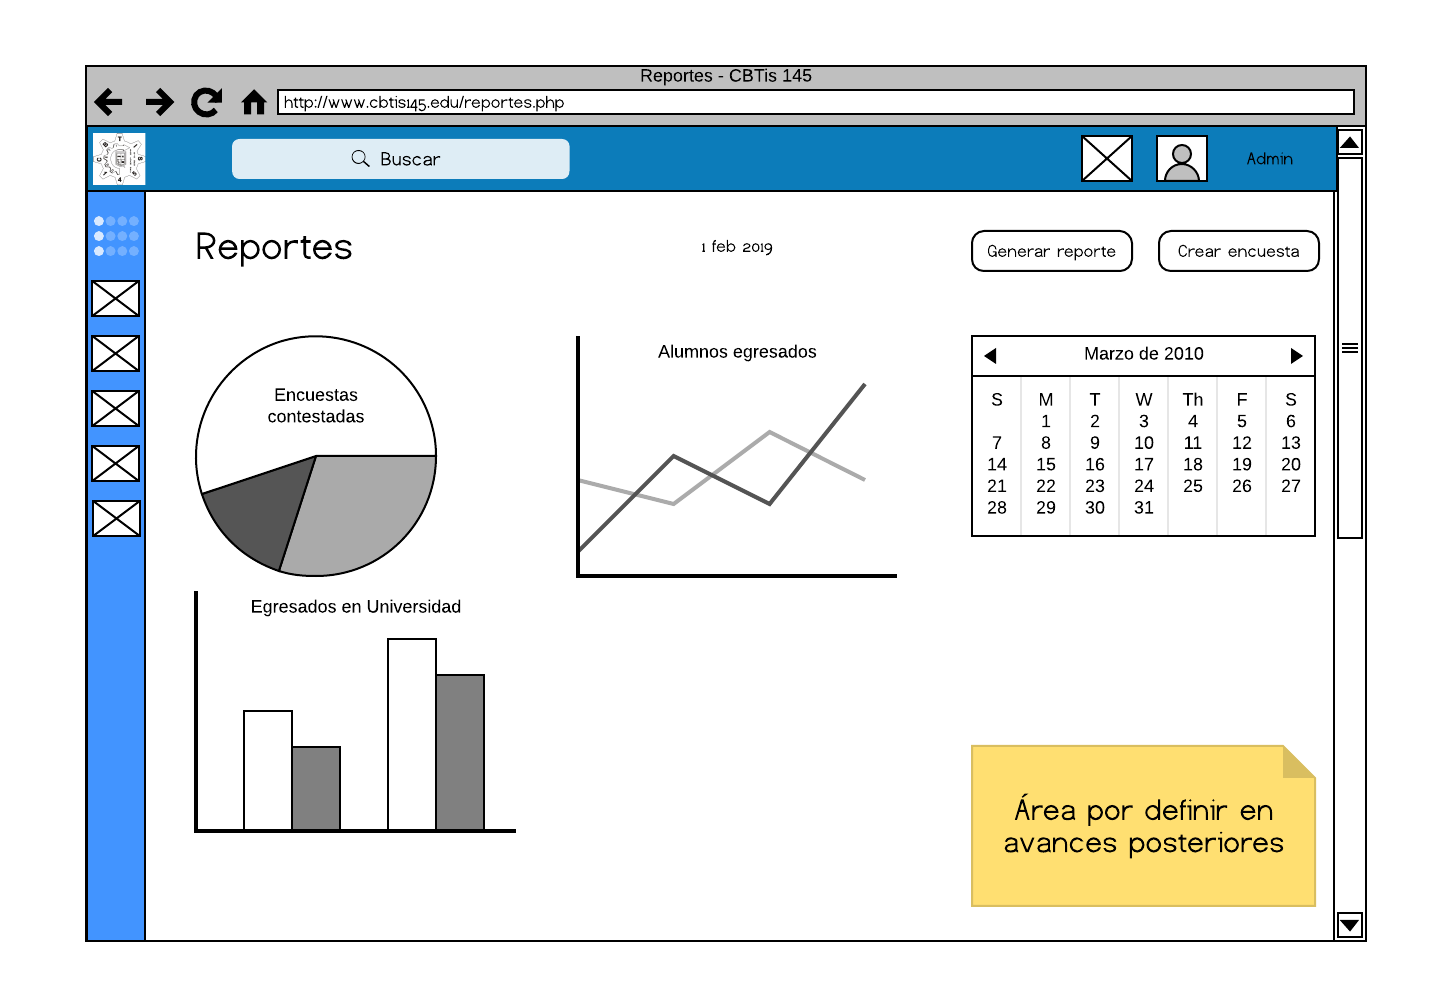 Reportes - CBTis 145
http://www.cbtis145.edu/reportes.php
Buscar
Admin
Reportes
1 feb 2019
Generar reporte
Crear encuesta
Encuestas
contestadas
Alumnos egresados
Marzo de 2010
S M T W Th F S
1 2 3 4 5 6
7 8 9 10 11 12 13
14 15 16 17 18 19 20
21 22 23 24 25 26 27
28 29 30 31
Egresados en Universidad
Área por definir en
avances posteriores